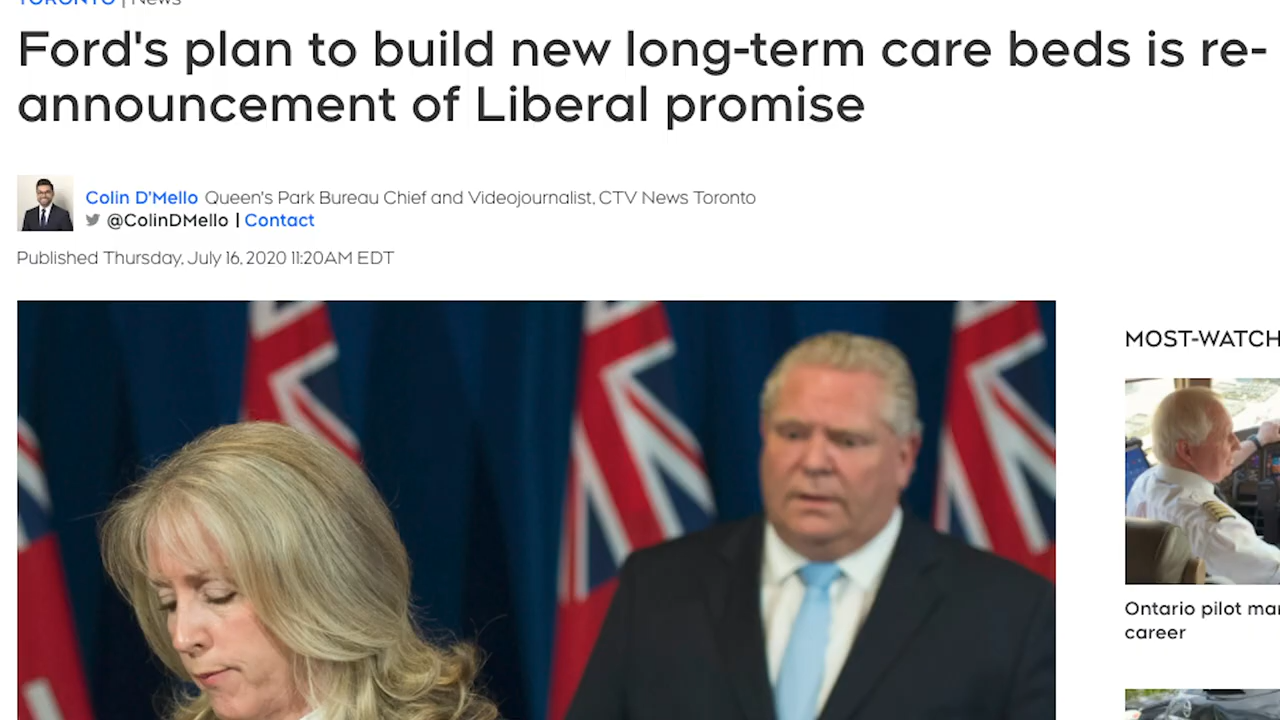 TORONTO | News
Ford's plan to build new long-term care beds is re-
announcement of Liberal promise
Colin D'Mello Queen's Park Bureau Chief and Videojournalist, CTV News Toronto
@ColinDMello | Contact
Published Thursday, July 16, 2020 11:20AM EDT
MOST-WATCH
Ontario pilot mar
career